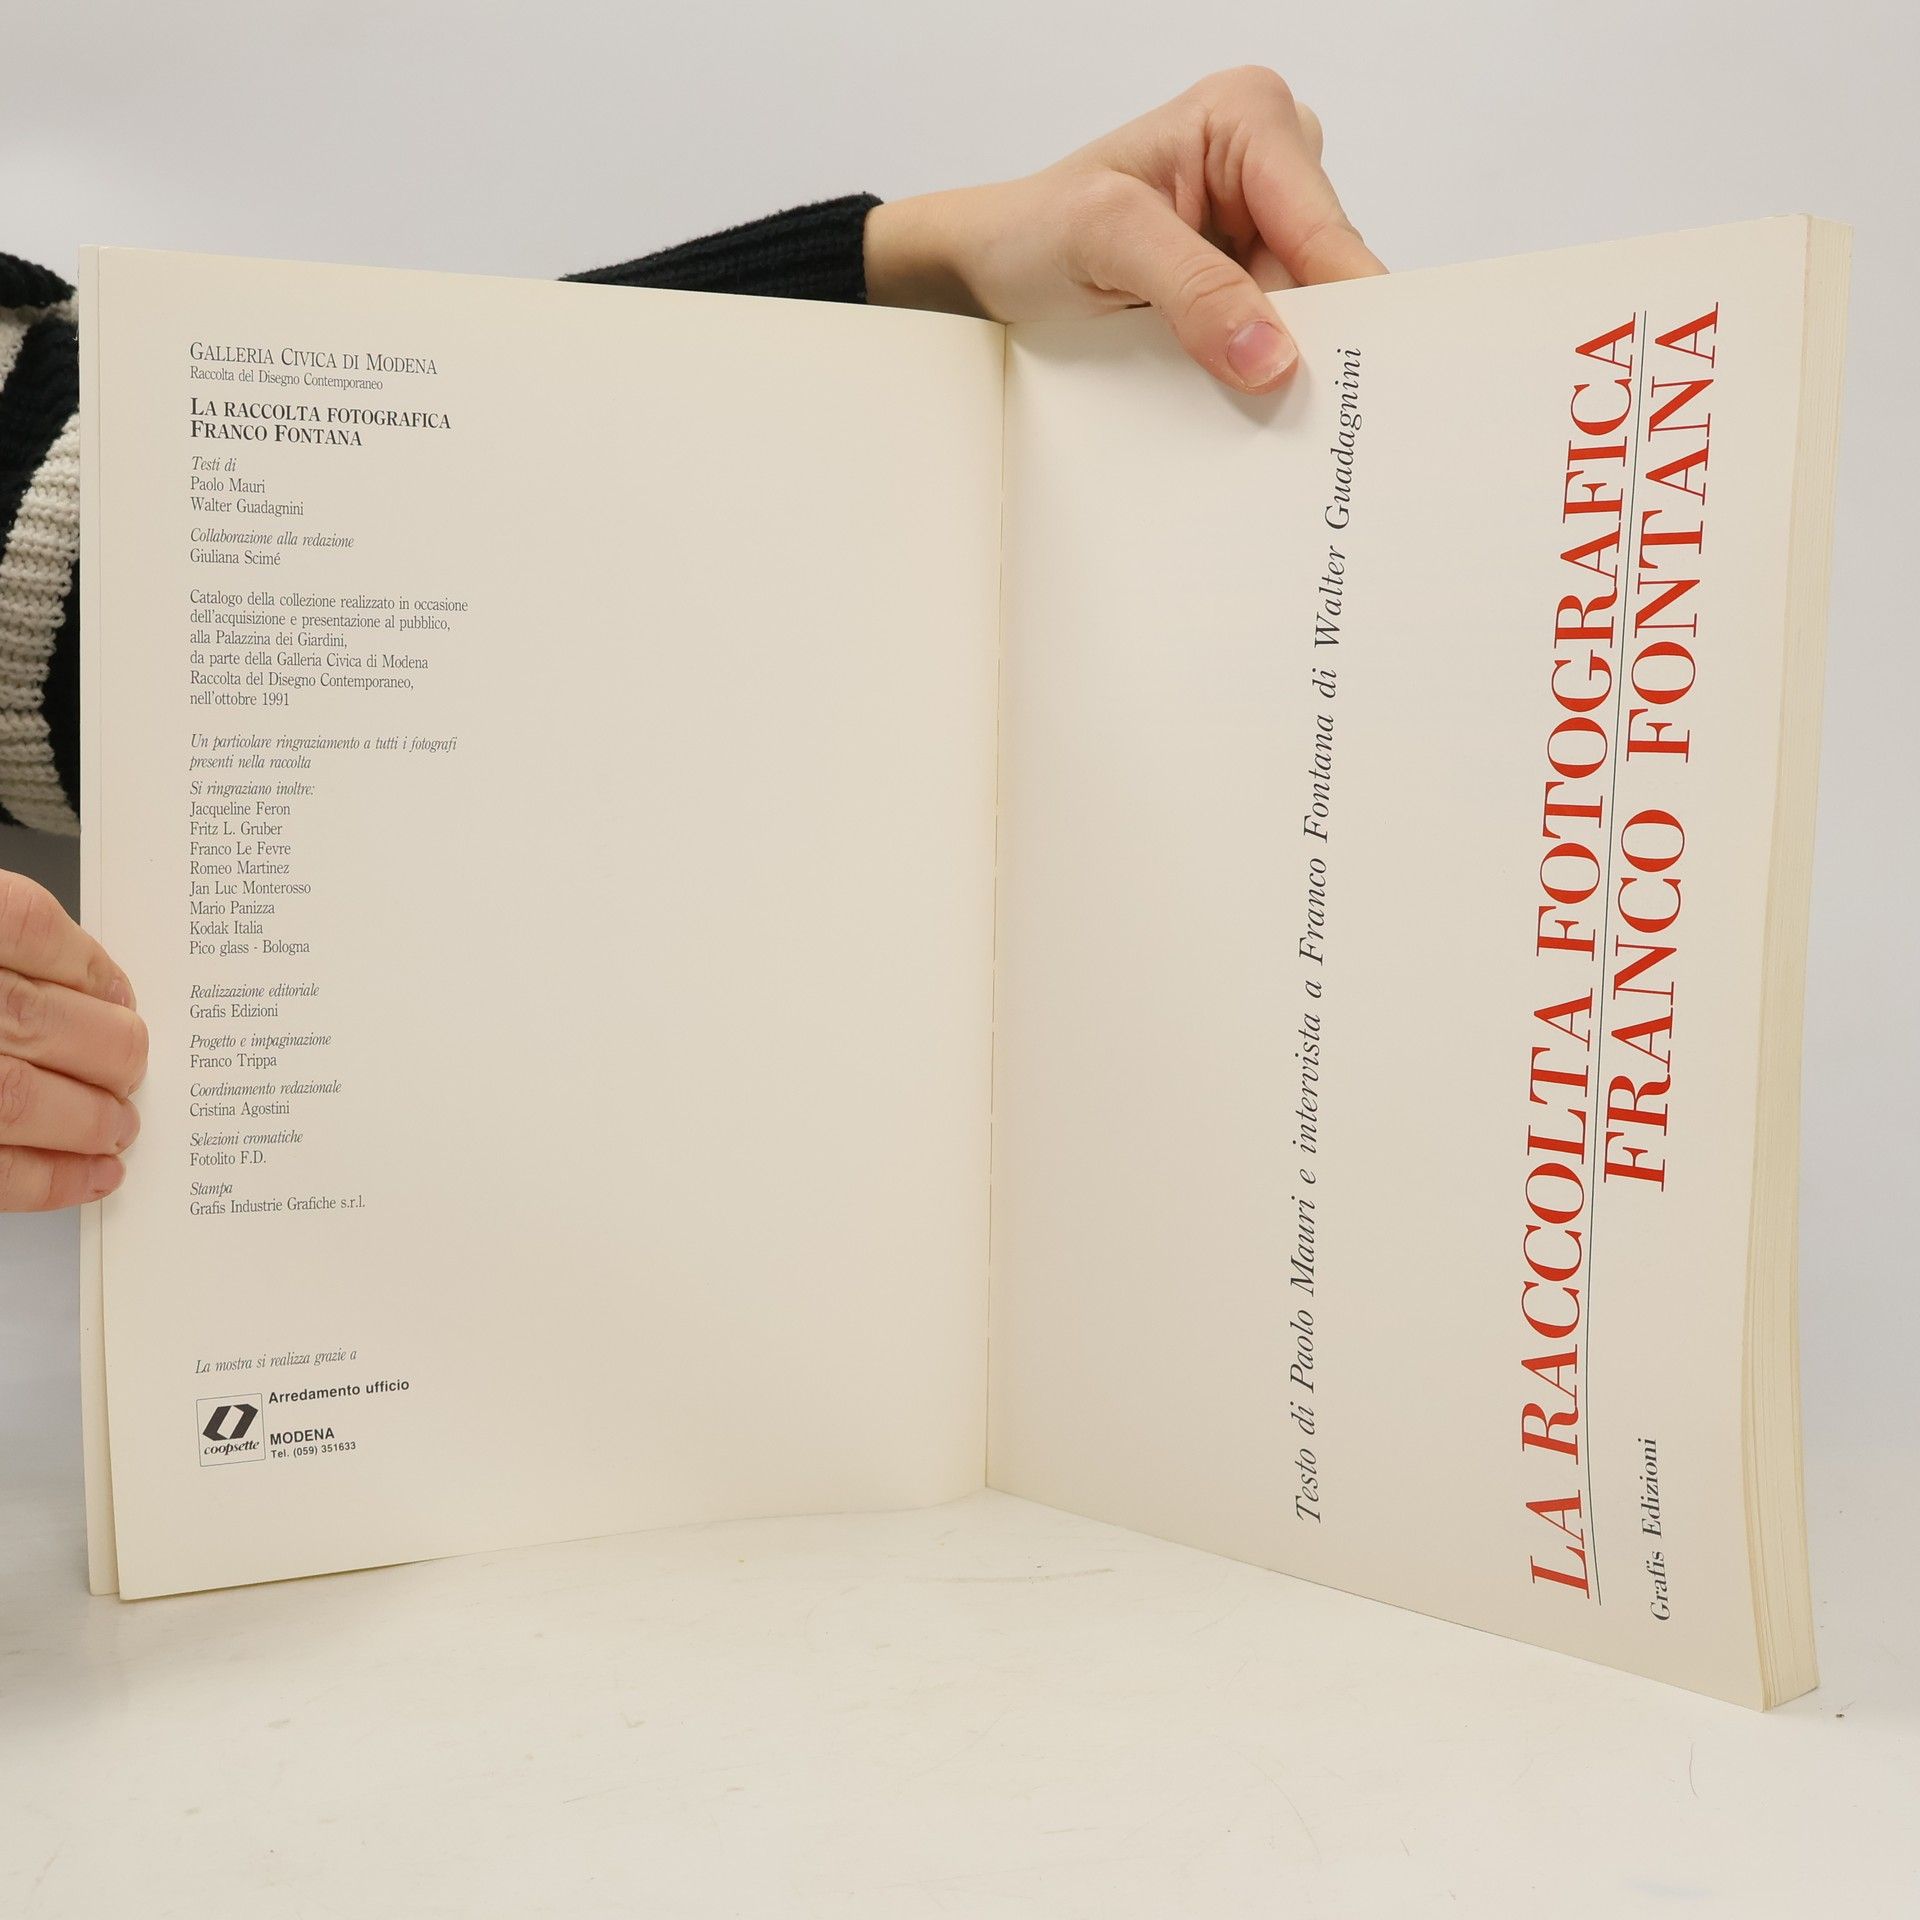 GALLERIA CIVICA DI MODENA
Raccolta del Disegno Contemporaneo
LA RACCOLTA FOTOGRAFICA
FRANCO FONTANA
Testi di
Paolo Mauri
Walter Guadagnini
Collaborazione alla redazione
Giuliana Scimé
Catalogo della collezione realizzato in occasione
dell'acquisizione e presentazione al pubblico,
alla Palazzina dei Giardini,
da parte della Galleria Civica di Modena
Raccolta del Disegno Contemporaneo,
nell'ottobre 1991
Un particolare ringraziamento a tutti i fotografi
presenti nella raccolta
Si ringraziano inoltre:
Jacqueline Feron
Fritz L. Gruber
Franco Le Fevre
Romeo Martinez
Jan Luc Monterosso
Mario Panizza
Kodak Italia
Pico glass - Bologna
Realizzazione editoriale
Grafis Edizioni
Progetto e impaginazione
Franco Trippa
Coordinamento redazionale
Cristina Agostini
Selezioni cromatiche
Fotolito F.D.
Stampa
Grafis Industrie Grafiche s.r.l.
La mostra si realizza grazie a
coopsette
Arredamento ufficio
MODENA
Tel. (059) 351633
Testo di Paolo Mauri e intervista a Franco Fontana di Walter Guadagnini
LA RACCOLTA FOTOGRAFICA
FRANCO FONTANA
Grafis Edizioni